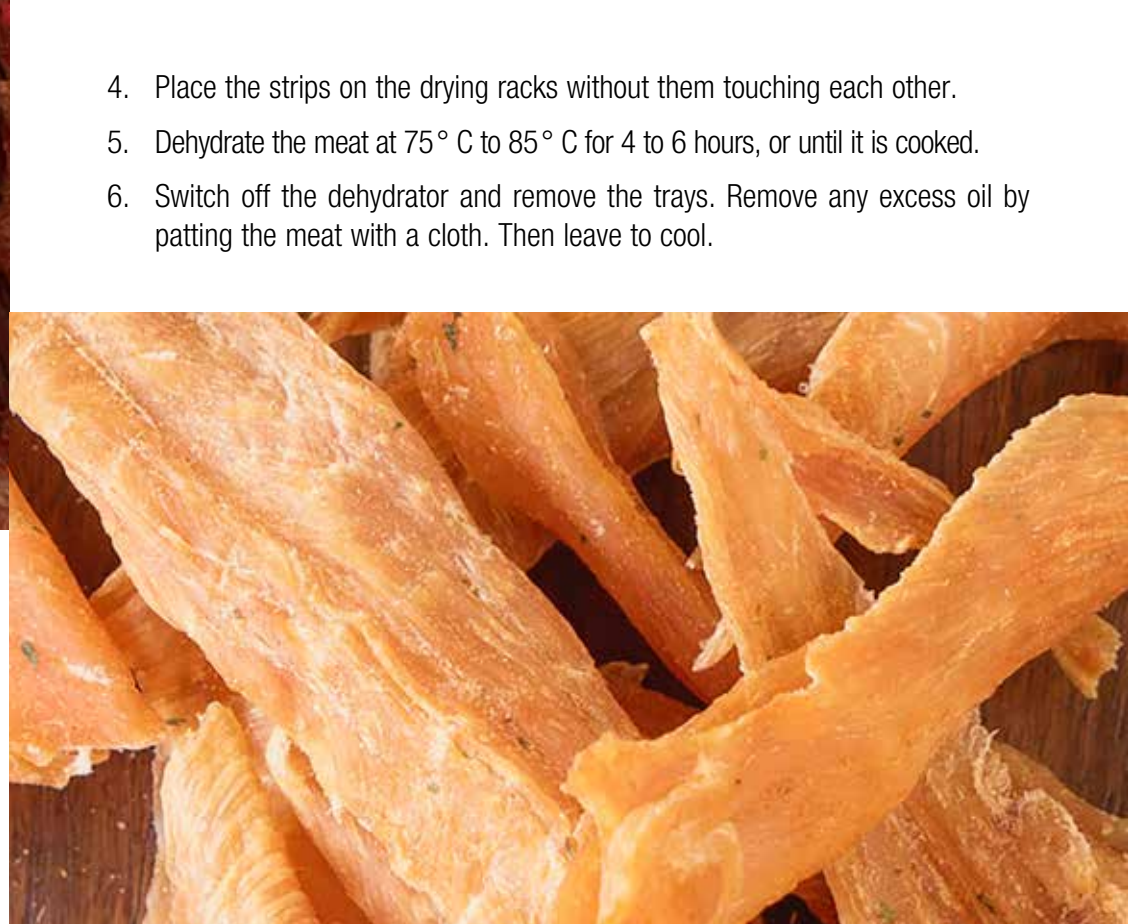 4. Place the strips on the drying racks without them touching each other.
5. Dehydrate the meat at 75° C to 85° C for 4 to 6 hours, or until it is cooked.
6. Switch off the dehydrator and remove the trays. Remove any excess oil by
patting the meat with a cloth. Then leave to cool.